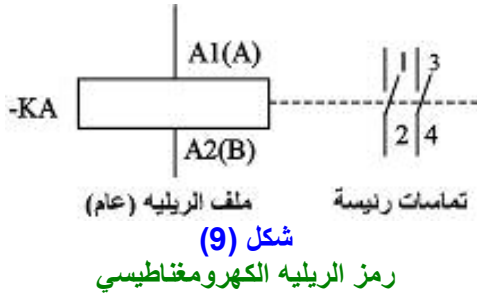 A1(A)
1 3
-KA
2 4
A2(B)
ملف الريليه (عام)
تماسات رئيسة
شكل (9)
رمز الريليه الكهرومغناطيسي